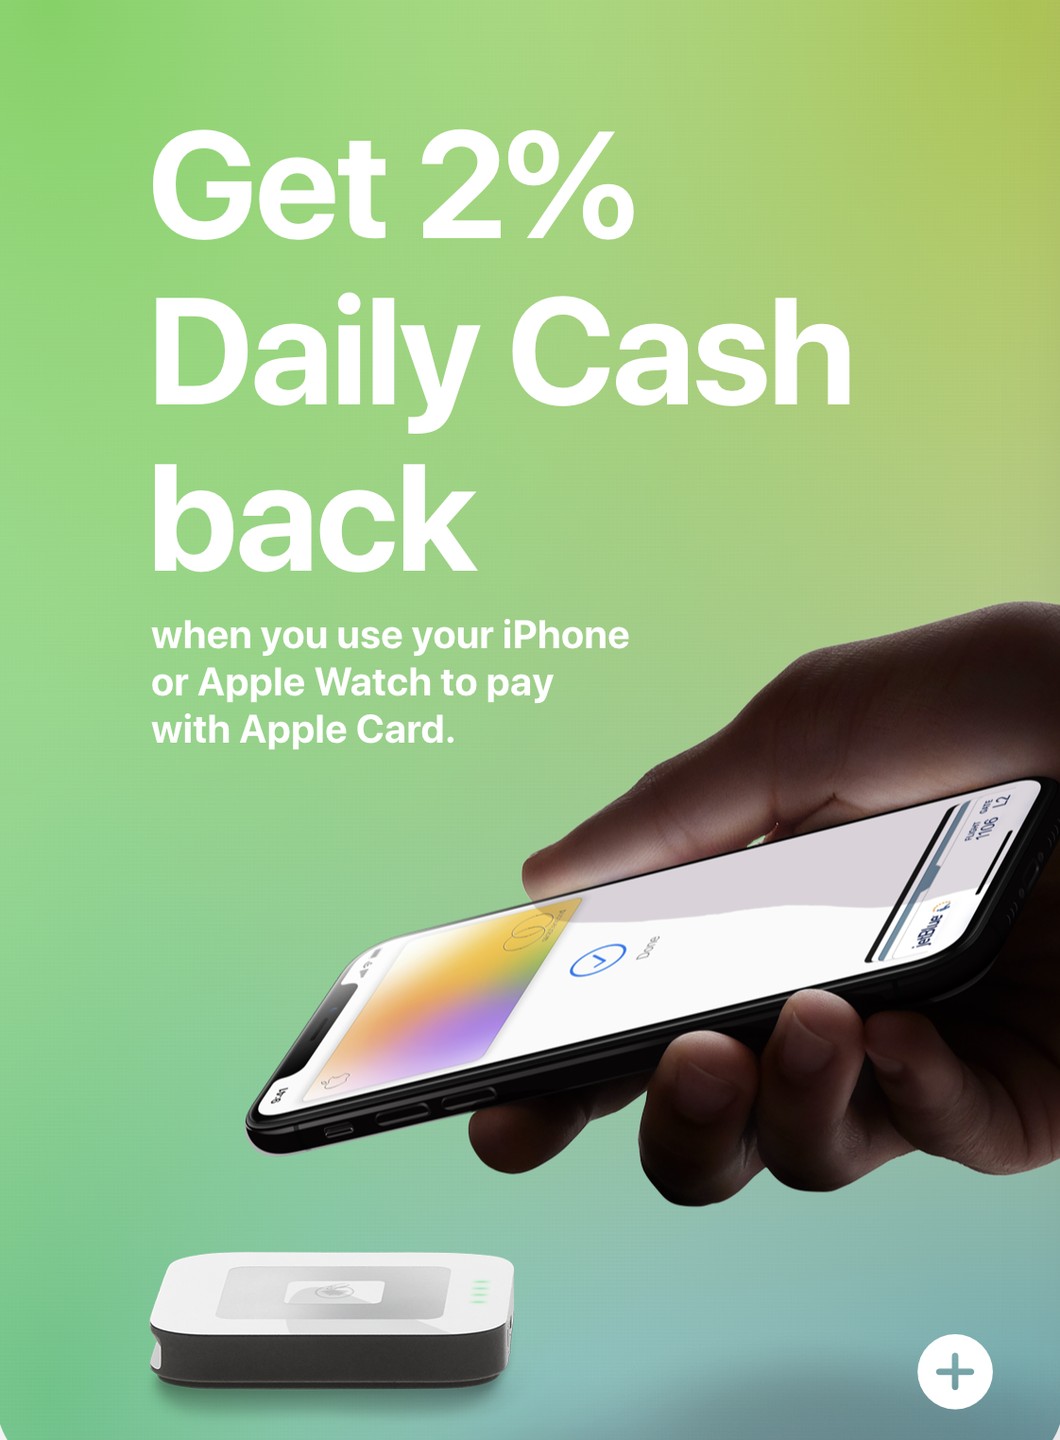 Get 2%
Daily Cash
back
when you use your iPhone
or Apple Watch to pay
with Apple Card.
Done